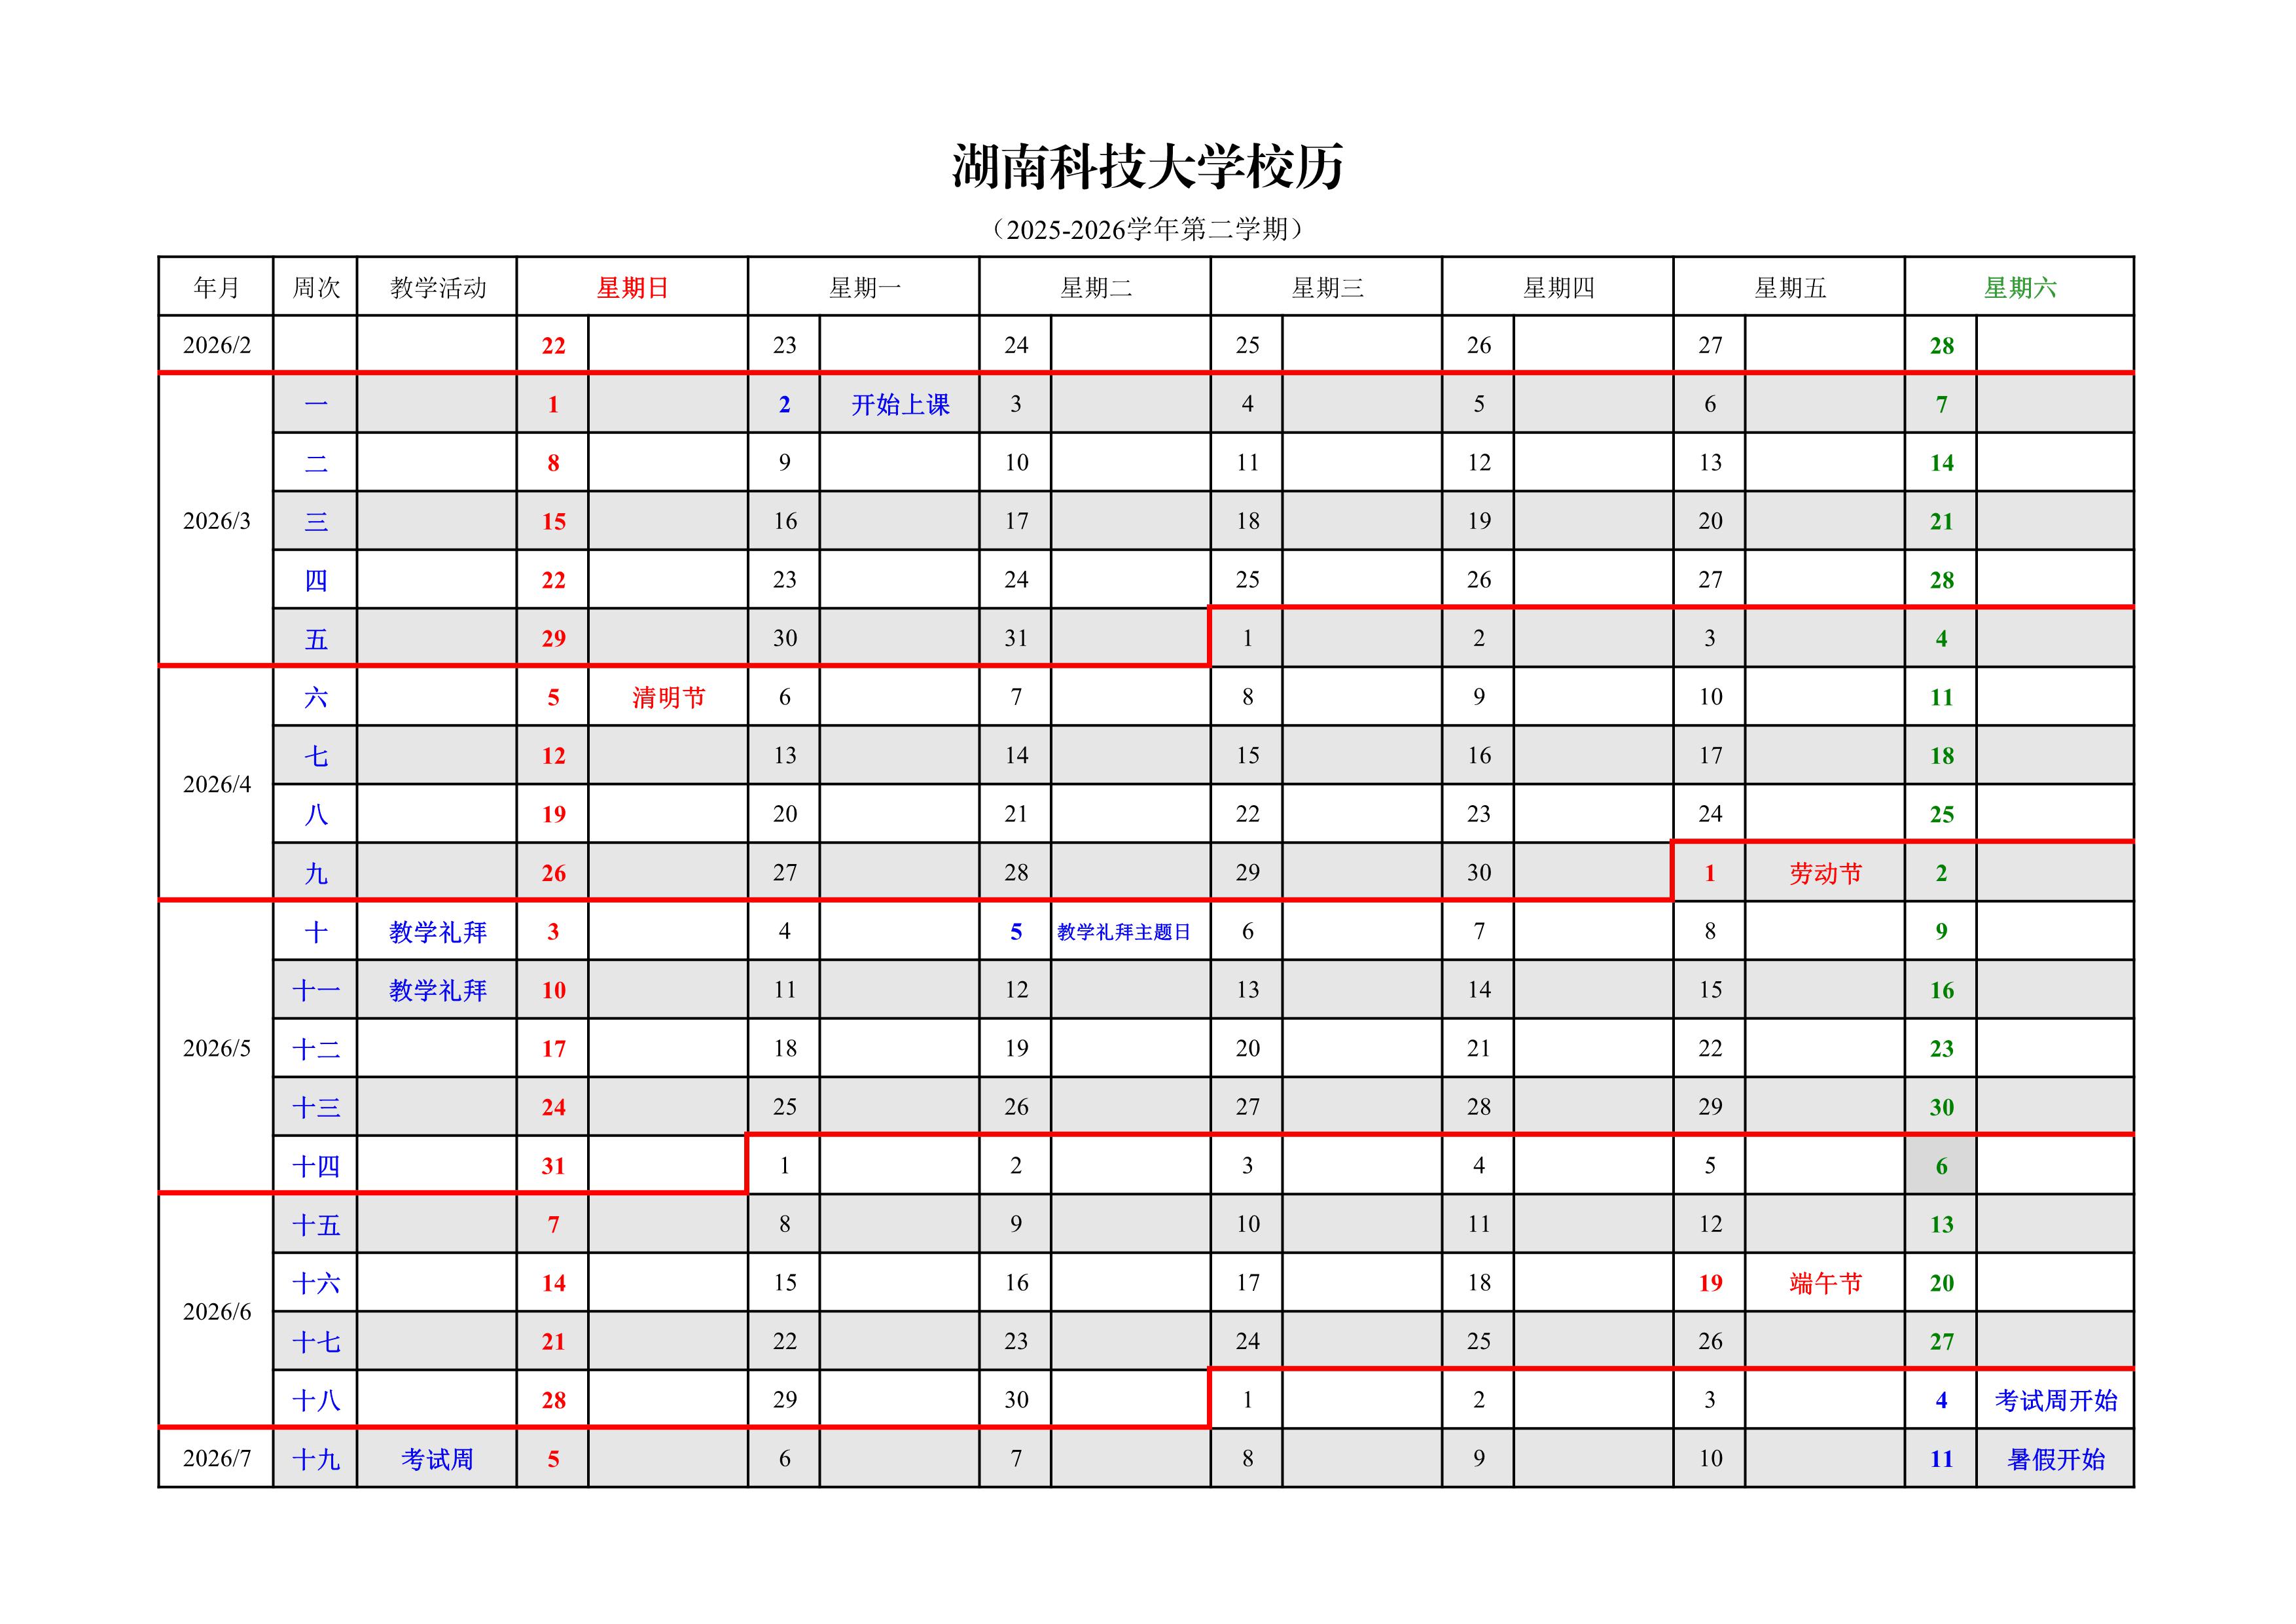 湖南科技大学校历
（2025-2026学年第二学期）
年月 周次 教学活动 星期日 星期一 星期二 星期三 星期四 星期五 星期六
2026/2 22 23 24 25 26 27 28
2026/3 一 1 2 开始上课 3 4 5 6 7
二 8 9 10 11 12 13 14
三 15 16 17 18 19 20 21
四 22 23 24 25 26 27 28
五 29 30 31 1 2 3 4
2026/4 六 5 清明节 6 7 8 9 10 11
七 12 13 14 15 16 17 18
八 19 20 21 22 23 24 25
九 26 27 28 29 30 1 劳动节 2
2026/5 十 教学礼拜 3 4 5 教学礼拜主题日 6 7 8 9
十一 教学礼拜 10 11 12 13 14 15 16
十二 17 18 19 20 21 22 23
十三 24 25 26 27 28 29 30
十四 31 1 2 3 4 5 6
2026/6 十五 7 8 9 10 11 12 13
十六 14 15 16 17 18 19 端午节 20
十七 21 22 23 24 25 26 27
十八 28 29 30 1 2 3 4 考试周开始
2026/7 十九 考试周 5 6 7 8 9 10 11 暑假开始